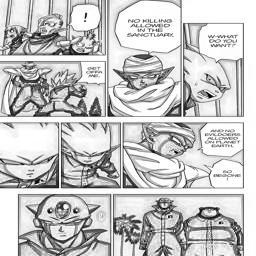 W-WHAT
DO YOU
WANT?
NO KILLING
ALLOWED
IN THE
SANCTUARY.
!
GET
OFFA
ME.
AND NO
EVILDOERS
ALLOWED
ON PLANET
EARTH.
SO
BEGONE
!